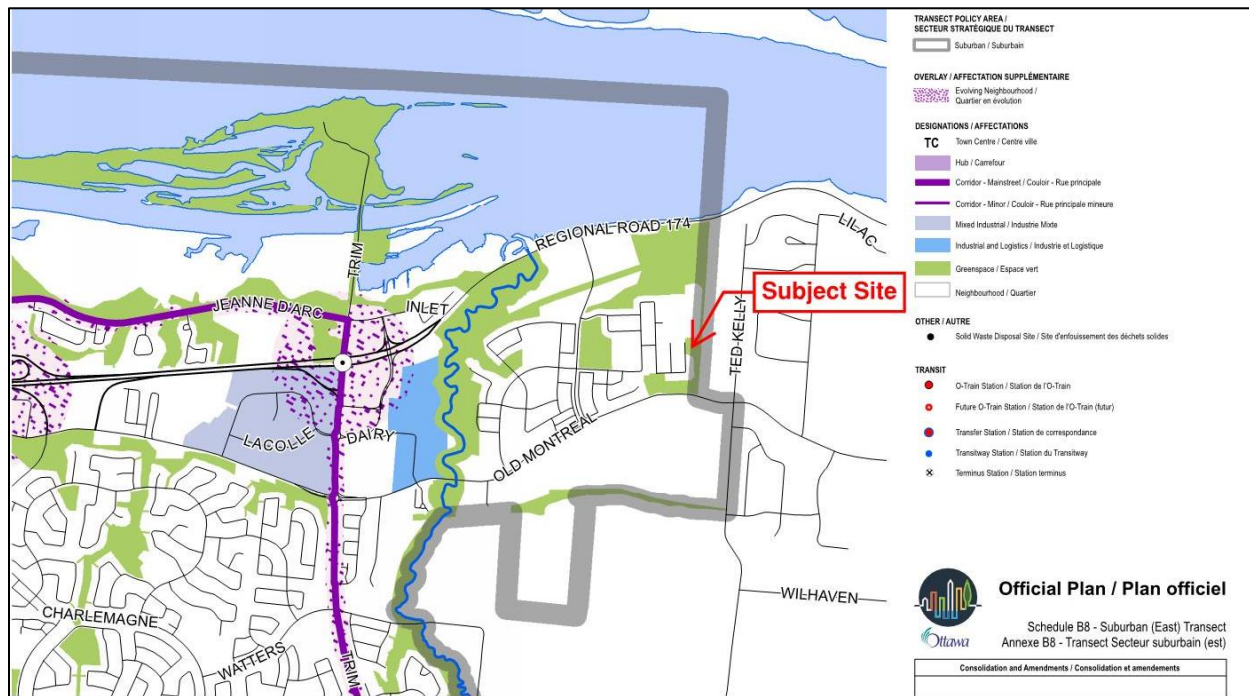 TRIM
REGIONAL ROAD 174
LILAC
JEANNE D'ARC
INLET
Subject Site
TED KELLY
LACOLLE
DAIRY
OLD MONTREAL
CHARLEMAGNE
WATTERS
TRIM
WILHAVEN
TRANSECT POLICY AREA /
SECTEUR STRATÉGIQUE DU TRANSECT
Suburban / Suburbain
OVERLAY / AFFECTATION SUPPLÉMENTAIRE
Evolving Neighbourhood /
Quartier en évolution
DESIGNATIONS / AFFECTATIONS
TC Town Centre / Centre ville
Hub / Carrefour
Corridor - Mainstreet / Couloir - Rue principale
Corridor - Minor / Couloir - Rue principale mineure
Mixed Industrial / Industrie Mixte
Industrial and Logistics / Industrie et Logistique
Greenspace / Espace vert
Neighbourhood / Quartier
OTHER / AUTRE
Solid Waste Disposal Site / Site d'enfouissement des déchets solides
TRANSIT
O-Train Station / Station de l'O-Train
Future O-Train Station / Station de l'O-Train (futur)
Transfer Station / Station de correspondance
Transitway Station / Station du Transitway
Terminus Station / Station terminus
Ottawa
Official Plan / Plan officiel
Schedule B8 - Suburban (East) Transect
Annexe B8 - Transect Secteur suburbain (est)
Consolidation and Amendments / Consolidation et amendements